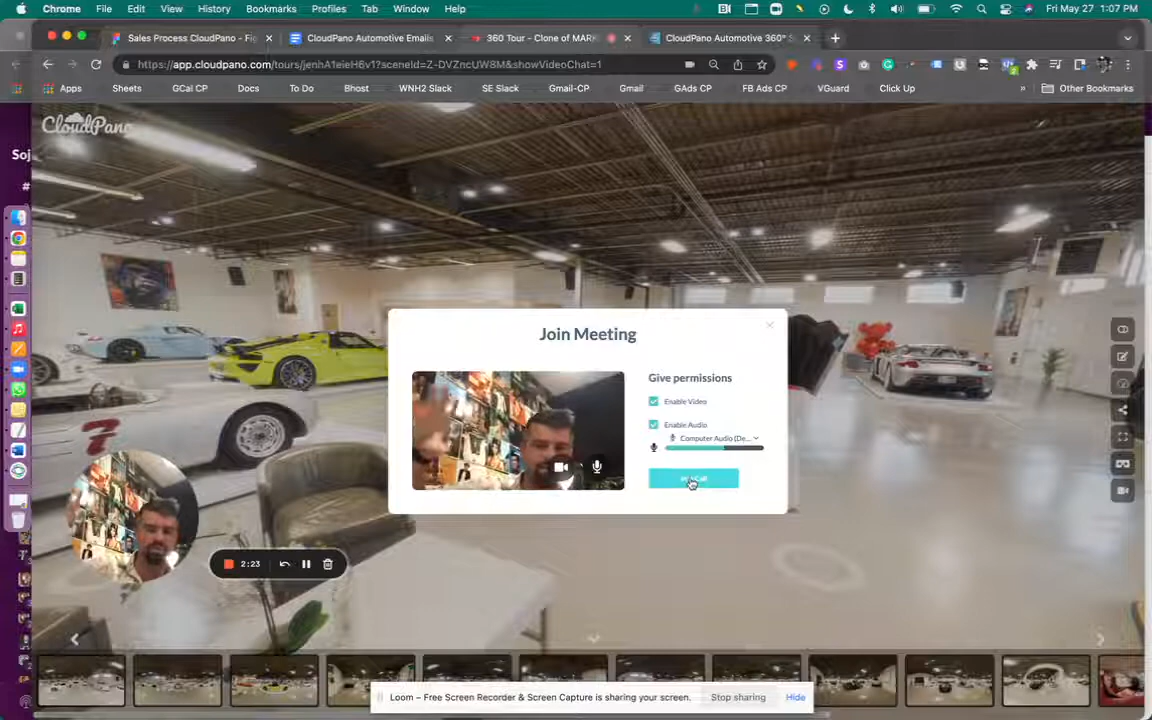 Chrome File Edit View History Bookmarks Profiles Tab Window Help
Fri May 27 1:07 PM
Sales Process CloudPano - Fig
CloudPano Automotive Emails
360 Tour - Clone of MARK
CloudPano Automotive 360° S
https://app.cloudpano.com/tours/jenhA1eieH6v1?sceneId=Z-DVZncUW8M&showVideoChat=1
Apps Sheets GCal CP Docs To Do Bhost WNH2 Slack SE Slack Gmail-CP Gmail GAds CP FB Ads CP VGuard Click Up » Other Bookmarks
CloudPano
Soj
#
Join Meeting
Give permissions
Enable Video
Enable Audio
Computer Audio (De...
2:23
Loom – Free Screen Recorder & Screen Capture is sharing your screen. Stop sharing Hide